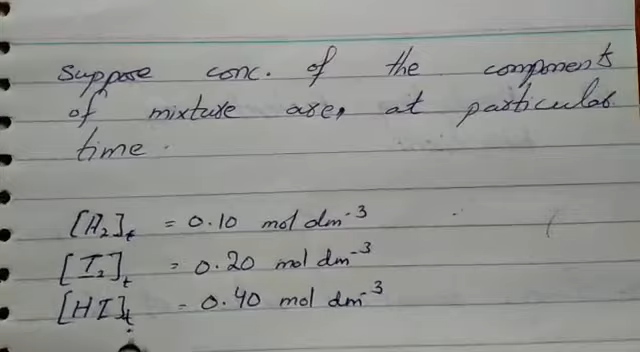 Suppose conc. of the components
of mixture are, at particular
time.
[H₂]ₜ = 0.10 mol dm⁻³
[I₂]ₜ = 0.20 mol dm⁻³
[HI]ₜ = 0.40 mol dm⁻³